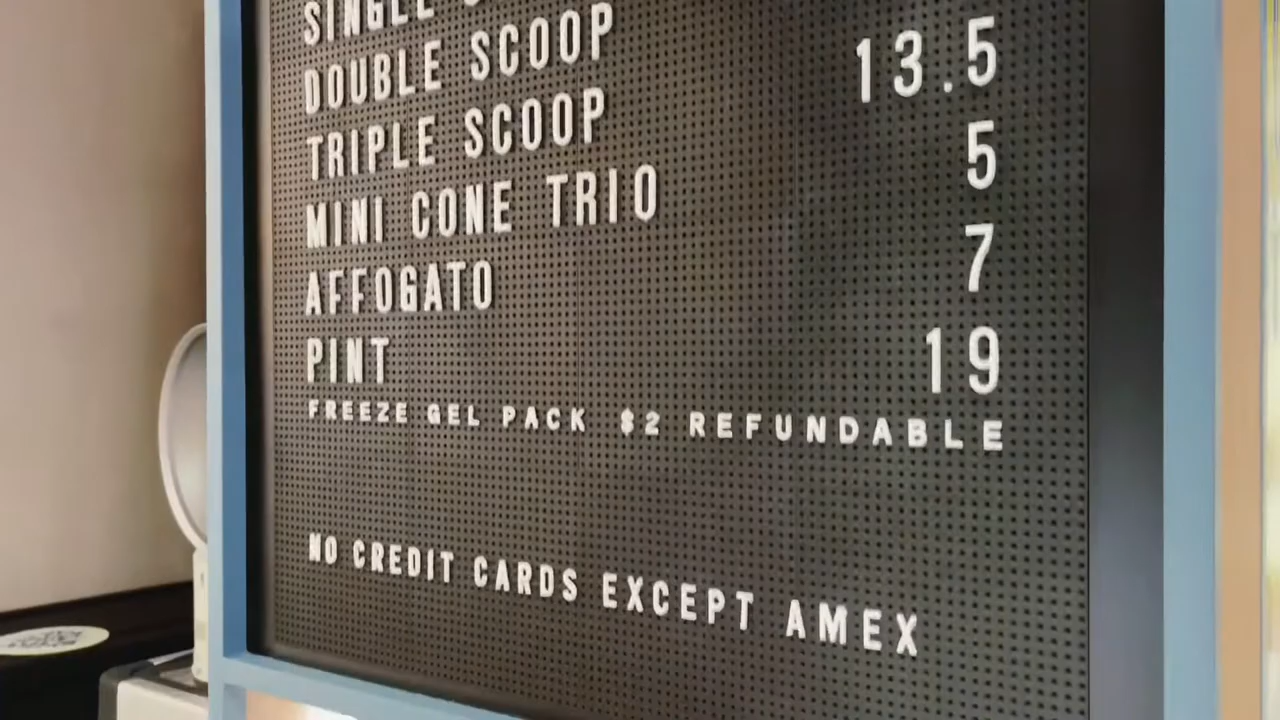 SINGLE
DOUBLE SCOOP
TRIPLE SCOOP 13.5
MINI CONE TRIO 5
AFFOGATO 7
PINT 19
FREEZE GEL PACK $2 REFUNDABLE
NO CREDIT CARDS EXCEPT AMEX